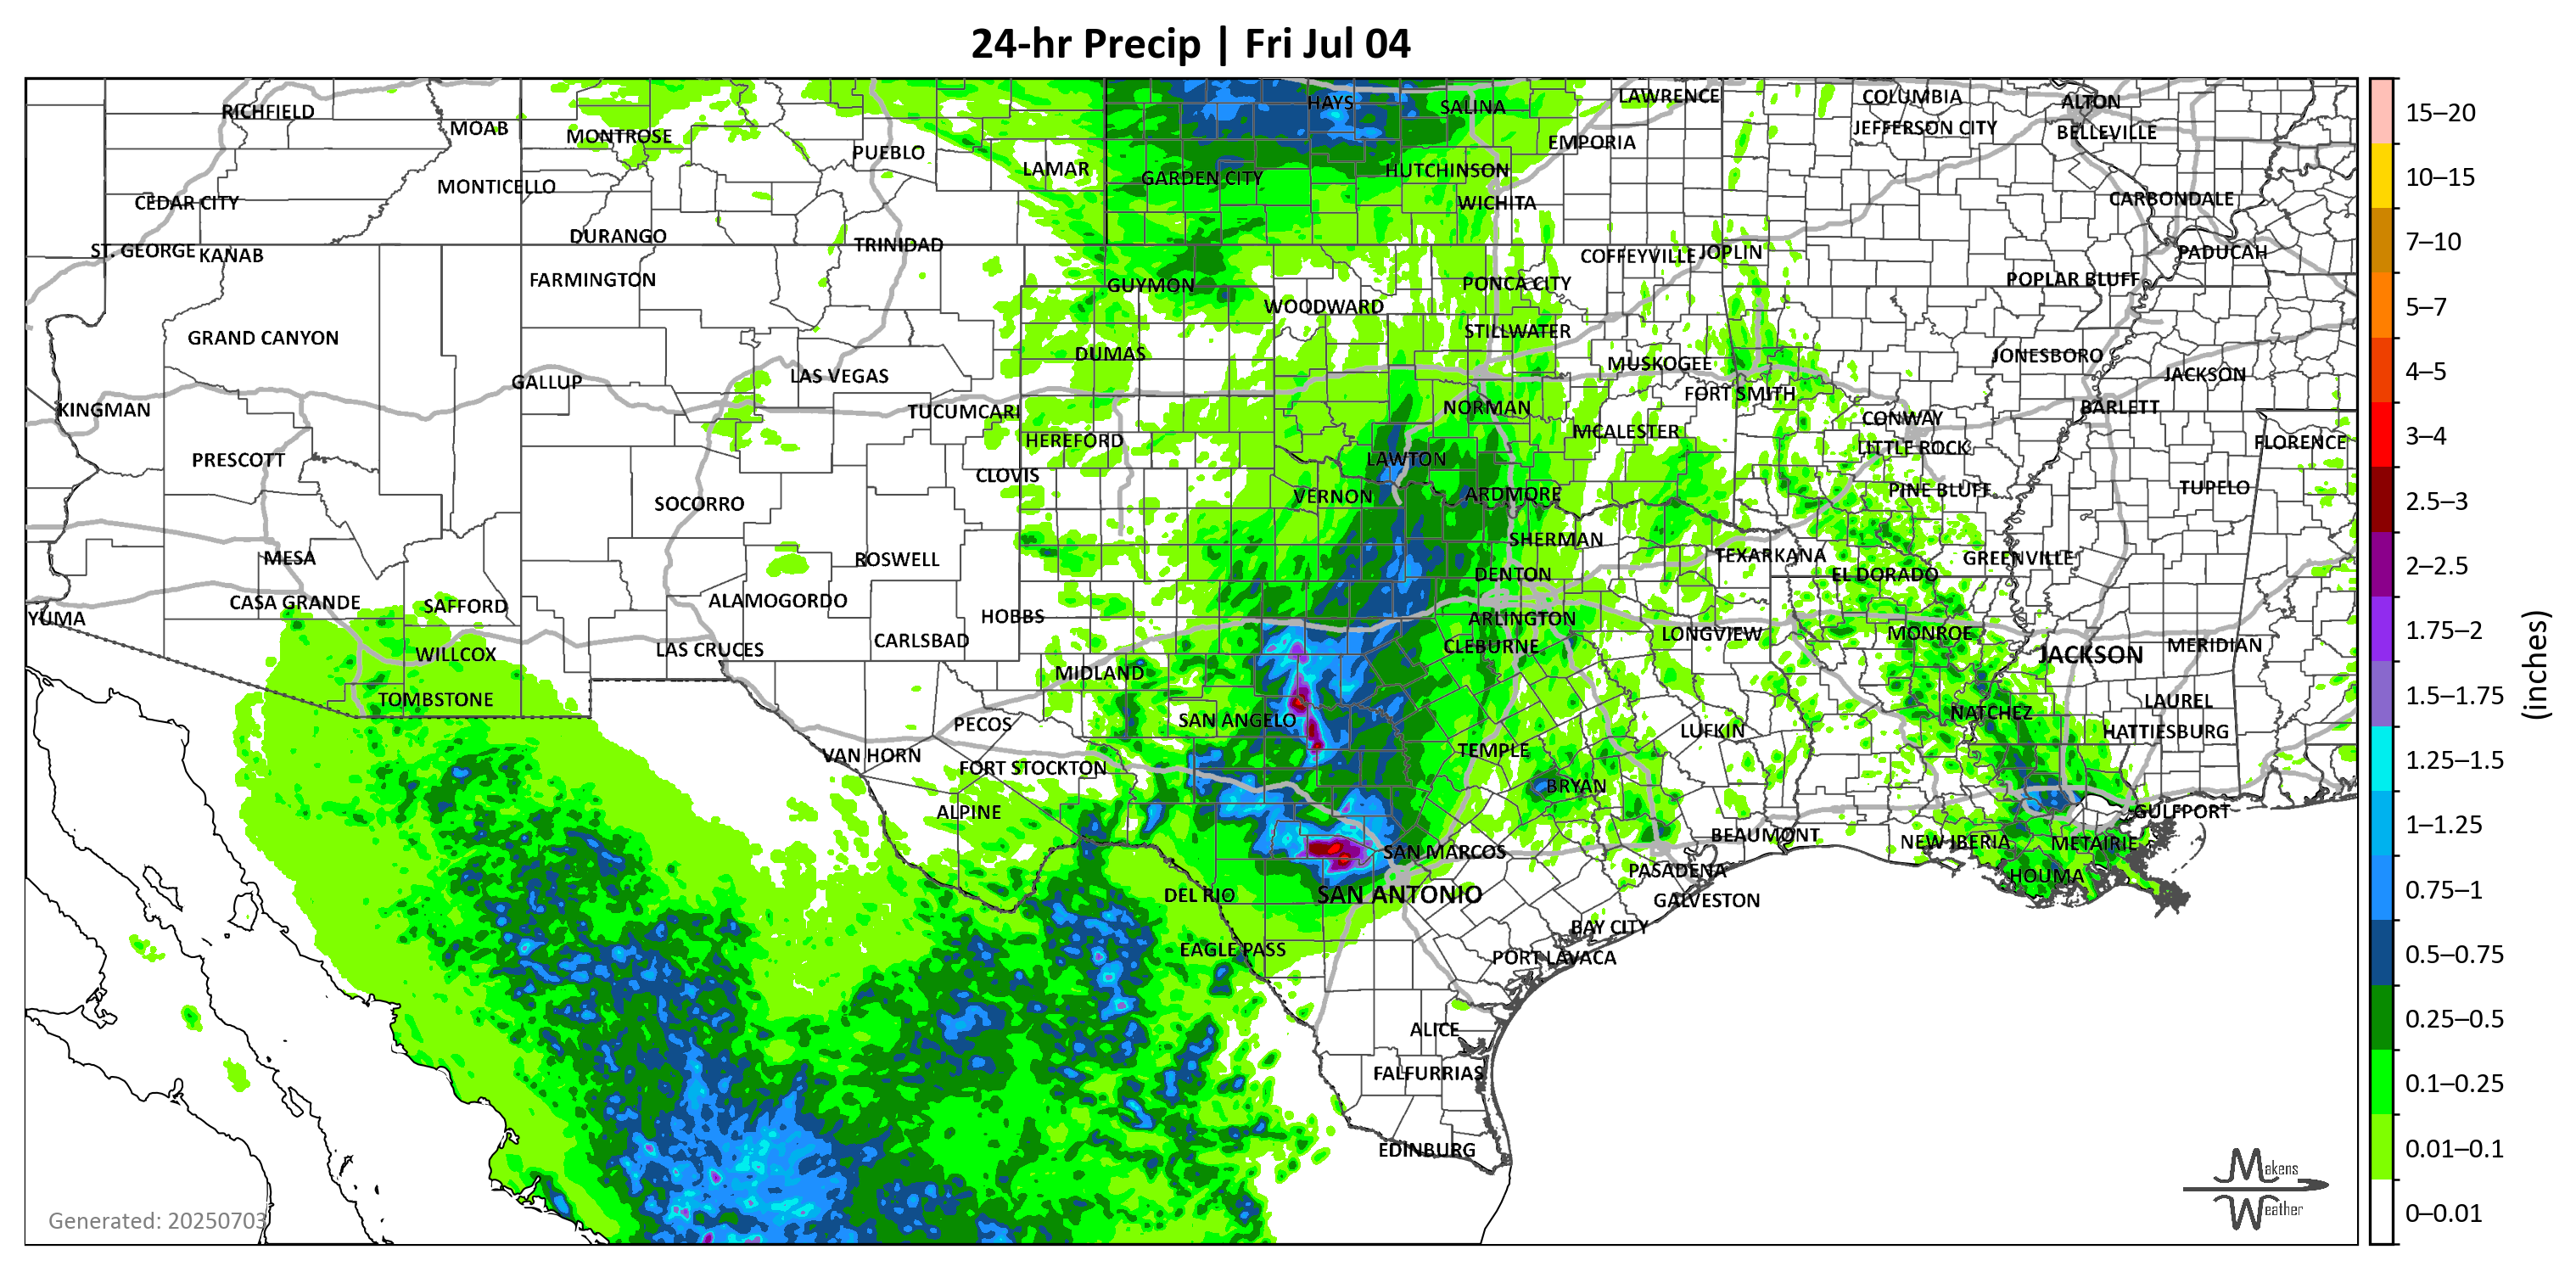 24-hr Precip | Fri Jul 04
RICHFIELD
MOAB
MONTROSE
PUEBLO
LAMAR
HAYS
SALINA
LAWRENCE
EMPORIA
COLUMBIA
JEFFERSON CITY
ALTON
BELLEVILLE
CEDAR CITY
MONTICELLO
GARDEN CITY
HUTCHINSON
WICHITA
CARBONDALE
ST. GEORGE
KANAB
DURANGO
TRINIDAD
COFFEYVILLE
JOPLIN
PADUCAH
FARMINGTON
GUYMON
WOODWARD
PONCA CITY
POPLAR BLUFF
GRAND CANYON
STILLWATER
DUMAS
MUSKOGEE
JONESBORO
GALLUP
LAS VEGAS
FORT SMITH
JACKSON
KINGMAN
TUCUMCARI
NORMAN
CONWAY
BARLETT
PRESCOTT
HEREFORD
MCALESTER
LITTLE ROCK
FLORENCE
CLOVIS
LAWTON
SOCORRO
VERNON
ARDMORE
PINE BLUFF
TUPELO
MESA
ROSWELL
SHERMAN
TEXARKANA
GREENVILLE
DENTON
EL DORADO
YUMA
CASA GRANDE
SAFFORD
ALAMOGORDO
HOBBS
ARLINGTON
WILLCOX
LAS CRUCES
CARLSBAD
CLEBURNE
LONGVIEW
MONROE
JACKSON
MERIDIAN
TOMBSTONE
MIDLAND
PECOS
SAN ANGELO
LUFKIN
NATCHEZ
LAUREL
HATTIESBURG
VAN HORN
FORT STOCKTON
TEMPLE
BRYAN
ALPINE
BEAUMONT
GULFPORT
SAN MARCOS
NEW IBERIA
METAIRIE
DEL RIO
SAN ANTONIO
PASADENA
GALVESTON
HOUMA
EAGLE PASS
BAY CITY
PORT LAVACA
ALICE
FALFURRIAS
EDINBURG
Generated: 20250703
Makens
Weather
15–20
10–15
7–10
5–7
4–5
3–4
2.5–3
2–2.5
1.75–2
1.5–1.75
1.25–1.5
1–1.25
0.75–1
0.5–0.75
0.25–0.5
0.1–0.25
0.01–0.1
0–0.01
(inches)